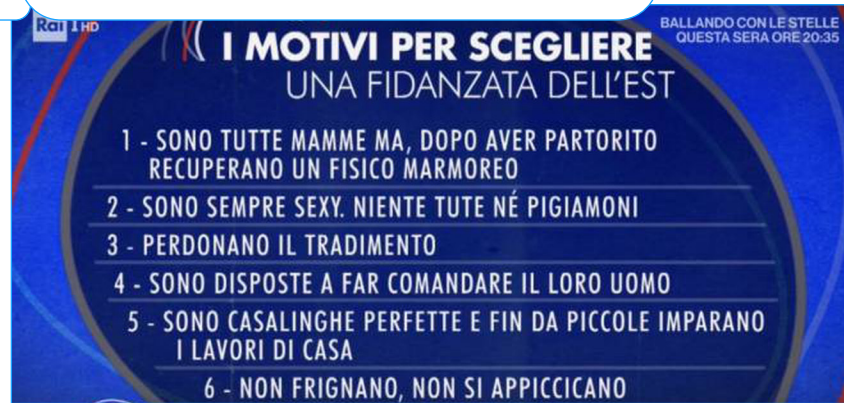 Rai 1 HD
BALLANDO CON LE STELLE
QUESTA SERA ORE 20:35
I MOTIVI PER SCEGLIERE
UNA FIDANZATA DELL'EST
1 - SONO TUTTE MAMME MA, DOPO AVER PARTORITO
RECUPERANO UN FISICO MARMOREO
2 - SONO SEMPRE SEXY. NIENTE TUTE NÉ PIGIAMONI
3 - PERDONANO IL TRADIMENTO
4 - SONO DISPOSTE A FAR COMANDARE IL LORO UOMO
5 - SONO CASALINGHE PERFETTE E FIN DA PICCOLE IMPARANO
I LAVORI DI CASA
6 - NON FRIGNANO, NON SI APPICCICANO